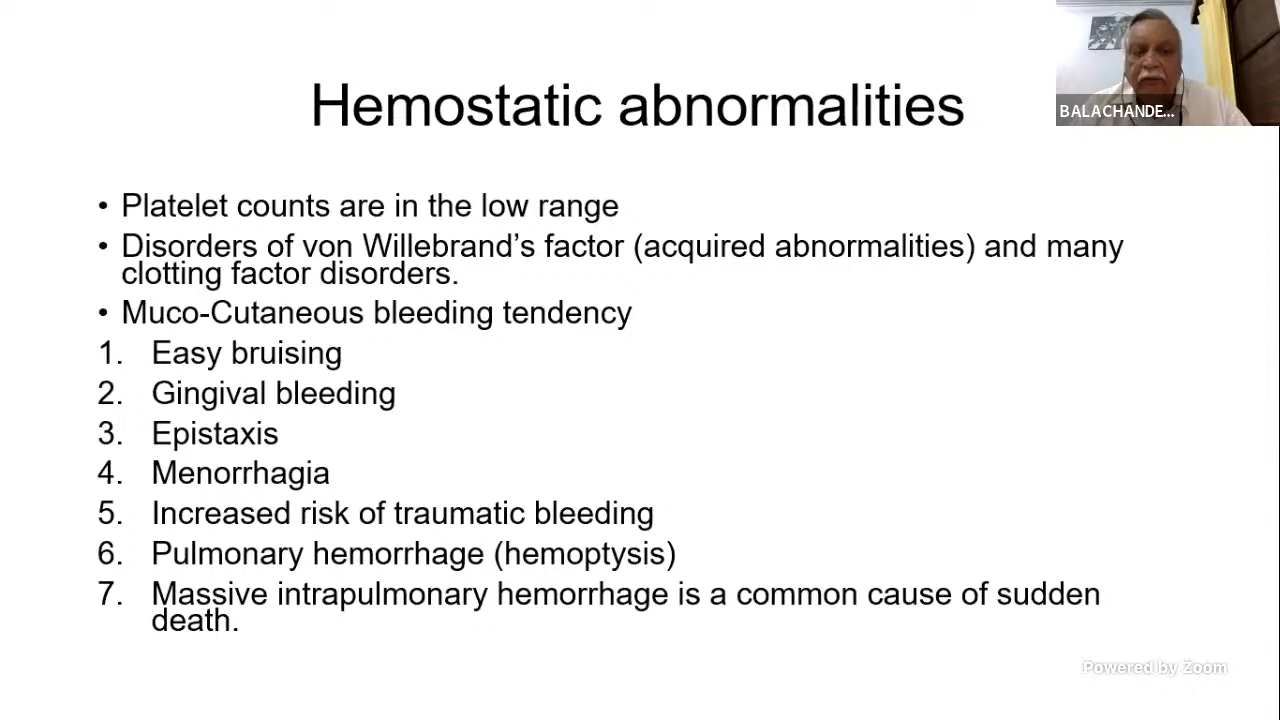 Hemostatic abnormalities
BALACHANDE...
• Platelet counts are in the low range
• Disorders of von Willebrand’s factor (acquired abnormalities) and many
clotting factor disorders.
• Muco-Cutaneous bleeding tendency
1. Easy bruising
2. Gingival bleeding
3. Epistaxis
4. Menorrhagia
5. Increased risk of traumatic bleeding
6. Pulmonary hemorrhage (hemoptysis)
7. Massive intrapulmonary hemorrhage is a common cause of sudden
death.
Powered by Zoom